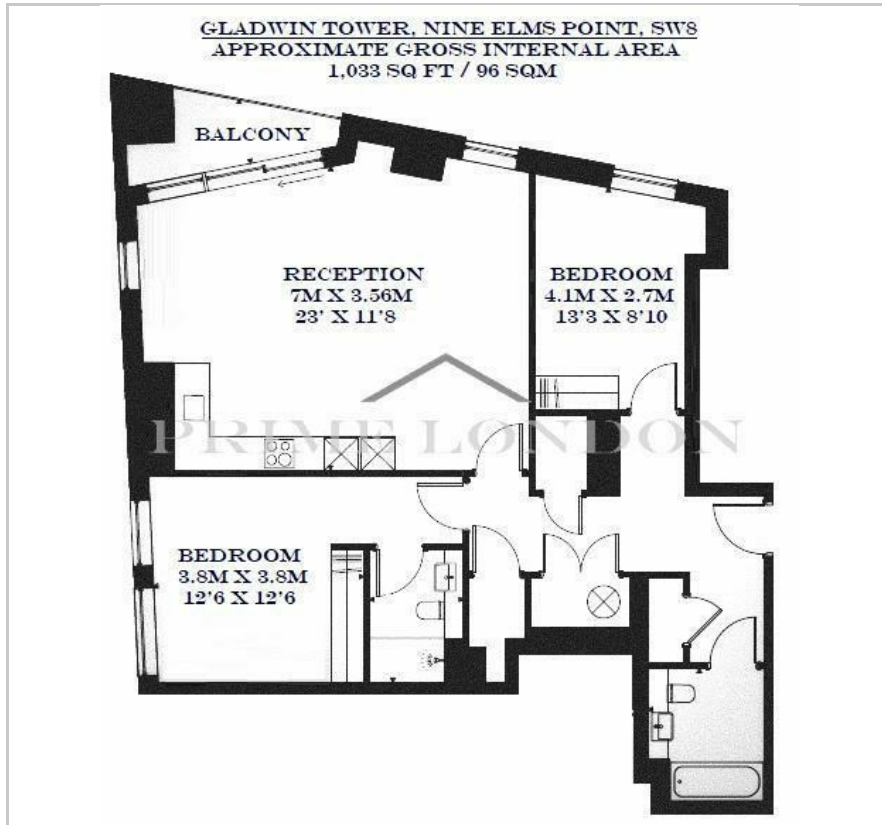 GLADWIN TOWER, NINE ELMS POINT, SW8
APPROXIMATE GROSS INTERNAL AREA
1,033 SQ FT / 96 SQM
BALCONY
RECEPTION
7M X 3.56M
23' X 11'8
BEDROOM
4.1M X 2.7M
13'3 X 8'10
PRIME LONDON
BEDROOM
3.8M X 3.8M
12'6 X 12'6